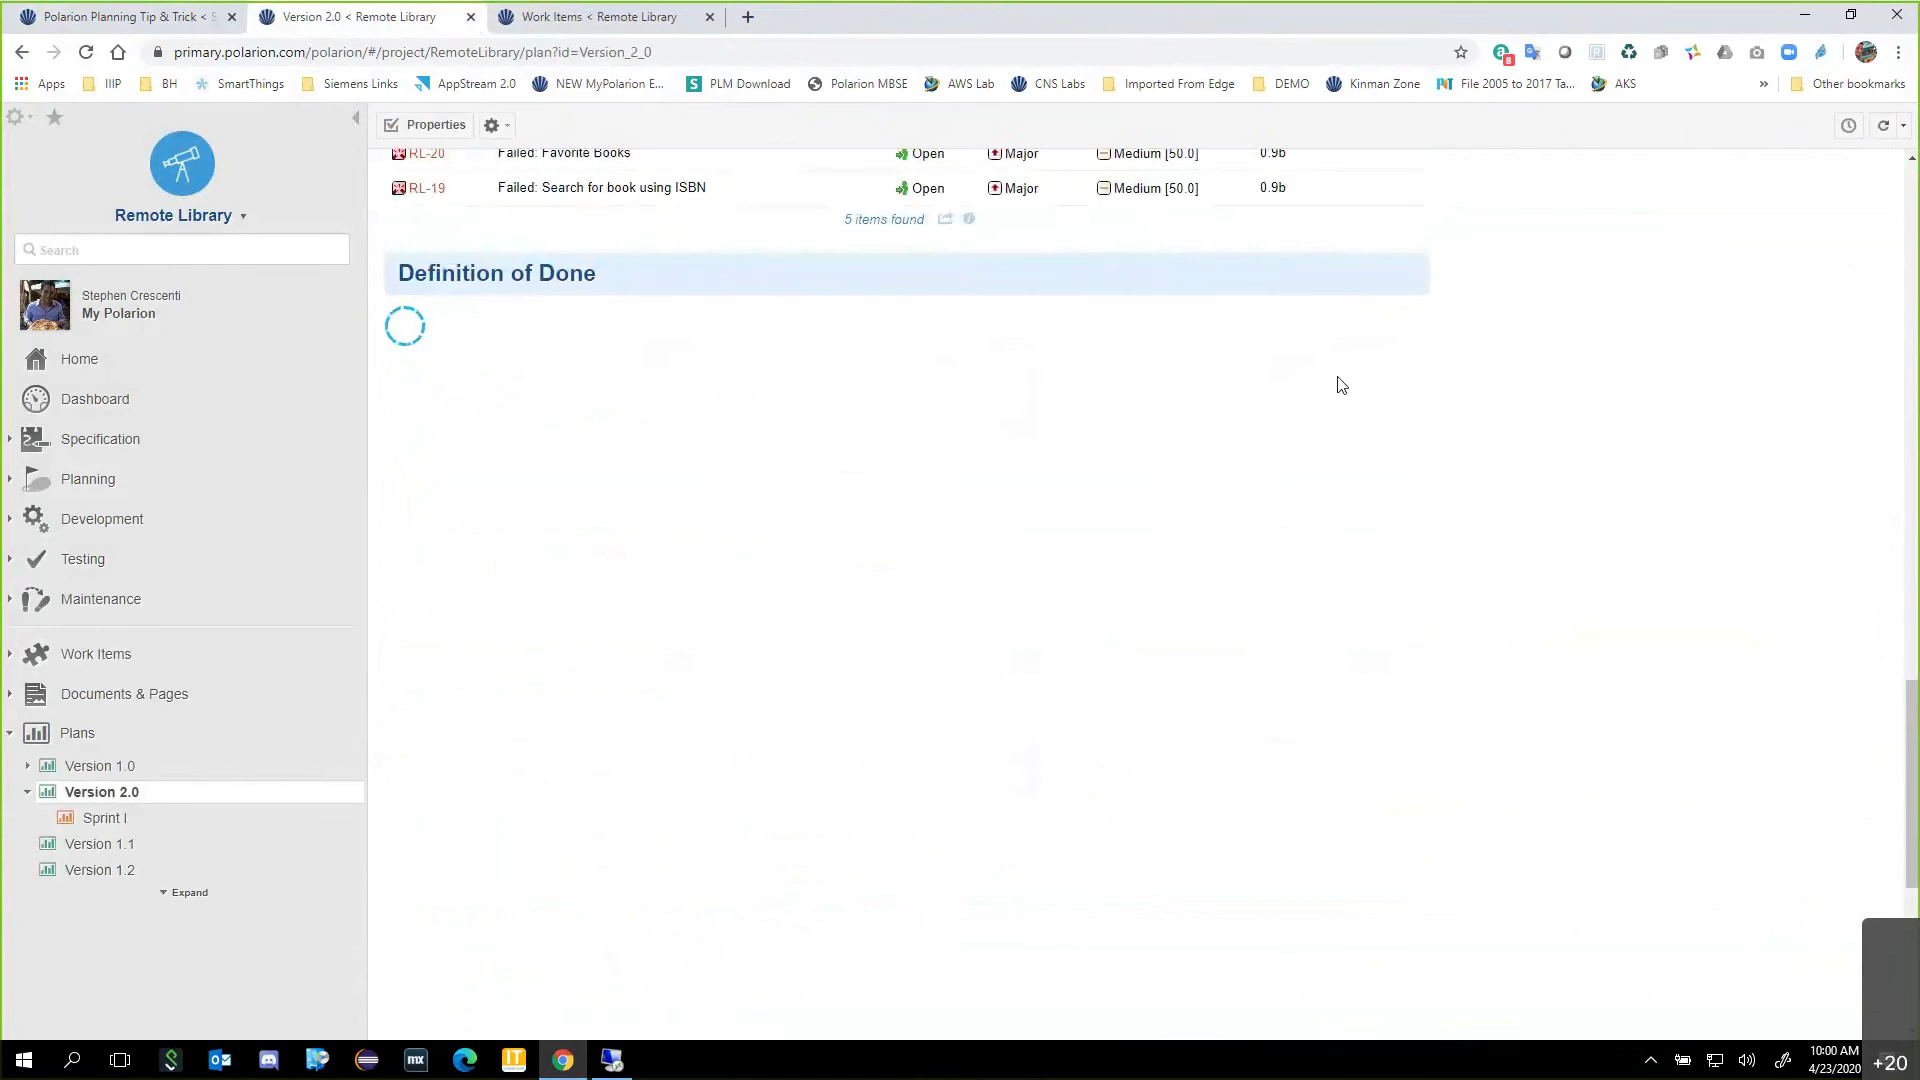 Polarion Planning Tip & Trick < S
Version 2.0 < Remote Library
Work Items < Remote Library
primary.polarion.com/polarion/#/project/RemoteLibrary/plan?id=Version_2_0
8
Apps
IIIP
BH
SmartThings
Siemens Links
AppStream 2.0
NEW MyPolarion E...
S
PLM Download
Polarion MBSE
AWS Lab
CNS Labs
Imported From Edge
DEMO
Kinman Zone
File 2005 to 2017 Ta...
AKS
»
Other bookmarks
Remote Library
Search
Stephen Crescenti
My Polarion
Home
Dashboard
Specification
Planning
Development
Testing
Maintenance
Work Items
Documents & Pages
Plans
Version 1.0
Version 2.0
Sprint I
Version 1.1
Version 1.2
Expand
Properties
RL-20 Failed: Favorite Books Open Major Medium [50.0] 0.9b
RL-19 Failed: Search for book using ISBN Open Major Medium [50.0] 0.9b
5 items found
Definition of Done
mx
IT
10:00 AM
4/23/2020
+20